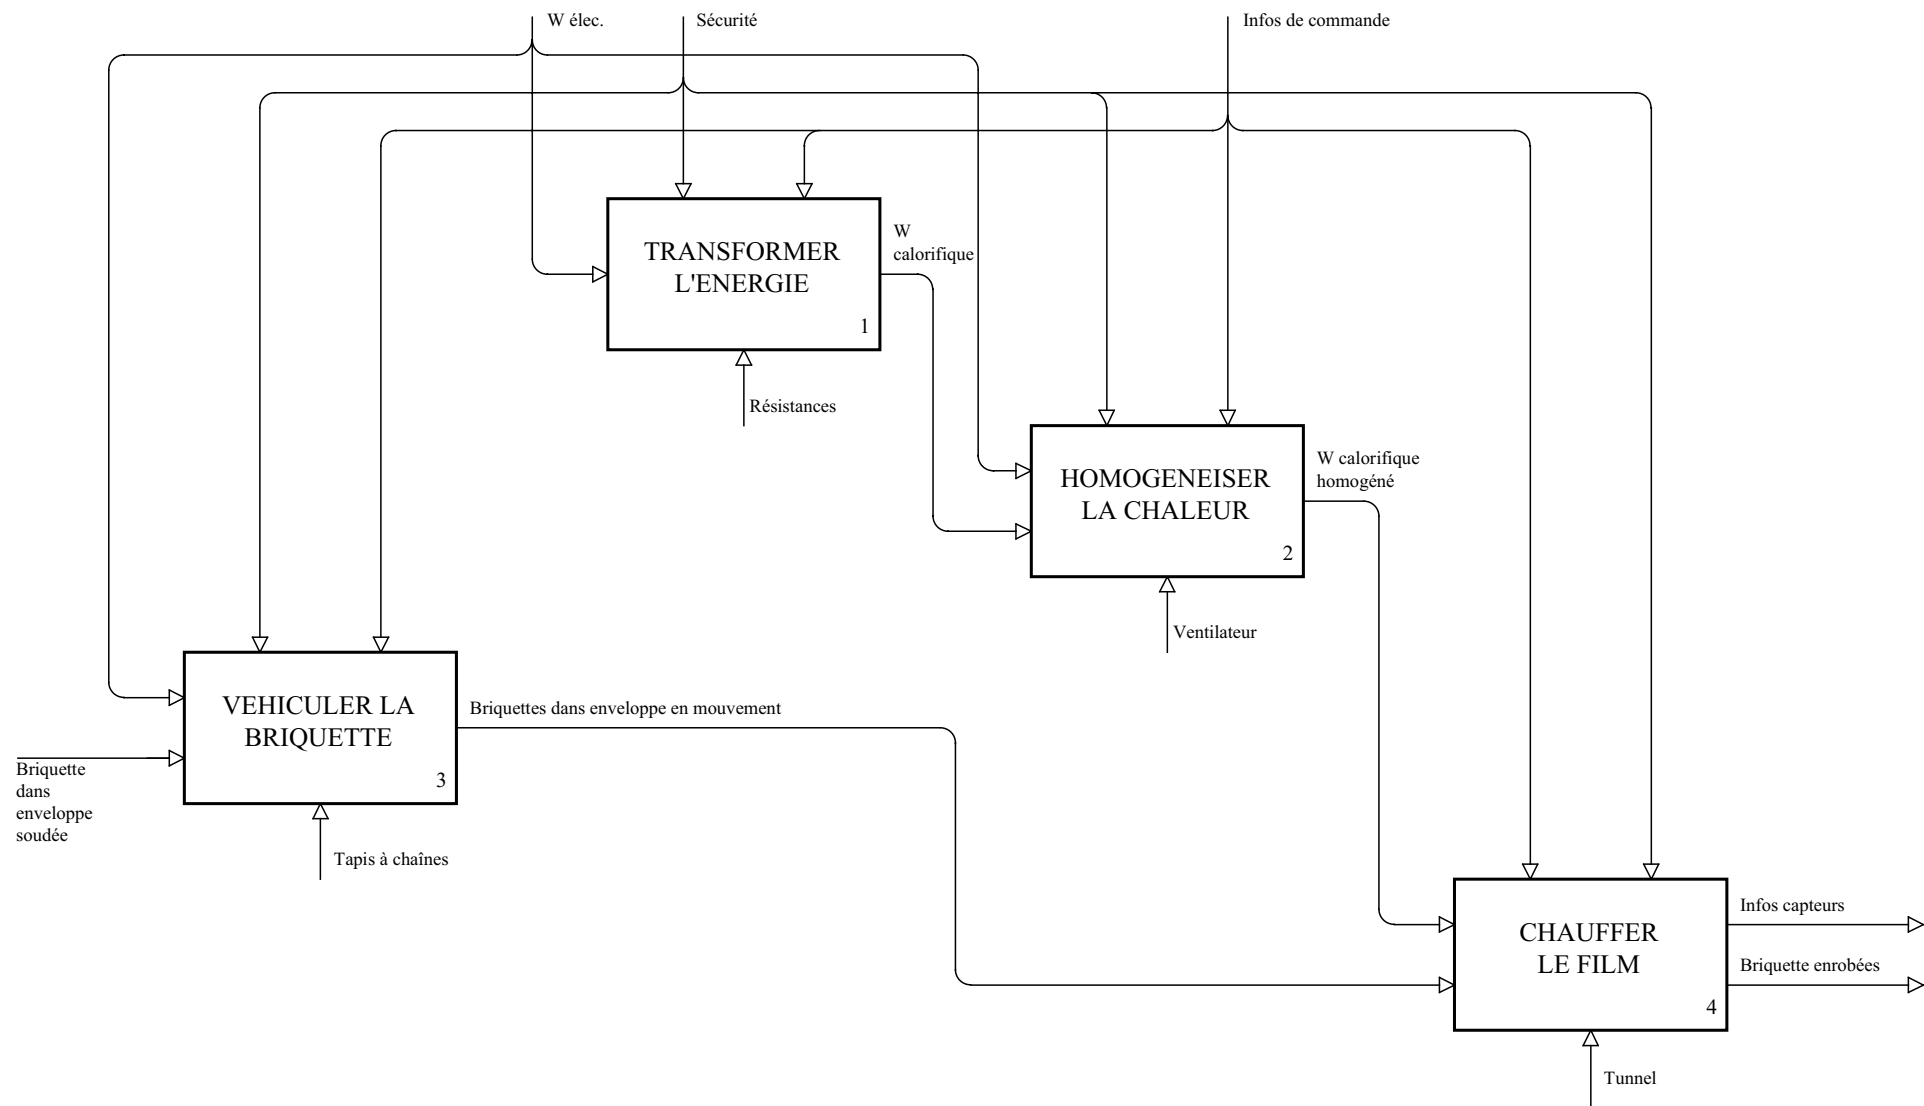 W élec.
Sécurité
Infos de commande
TRANSFORMER
L'ENERGIE
1
W
calorifique
Résistances
HOMOGENEISER
LA CHALEUR
2
W calorifique
homogéné
Ventilateur
VEHICULER LA
BRIQUETTE
3
Briquettes dans enveloppe en mouvement
Briquette
dans
enveloppe
soudée
Tapis à chaînes
CHAUFFER
LE FILM
4
Infos capteurs
Briquette enrobées
Tunnel